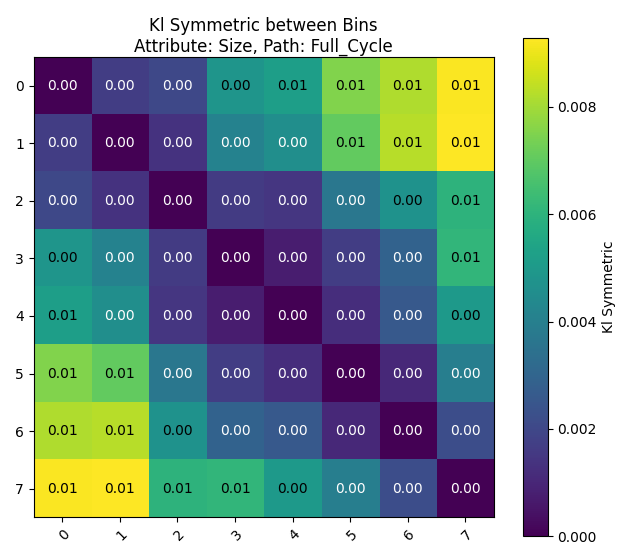 Kl Symmetric between Bins
Attribute: Size, Path: Full_Cycle
0 0.00 0.00 0.00 0.00 0.01 0.01 0.01 0.01
1 0.00 0.00 0.00 0.00 0.00 0.01 0.01 0.01
2 0.00 0.00 0.00 0.00 0.00 0.00 0.00 0.01
3 0.00 0.00 0.00 0.00 0.00 0.00 0.00 0.01
4 0.01 0.00 0.00 0.00 0.00 0.00 0.00 0.00
5 0.01 0.01 0.00 0.00 0.00 0.00 0.00 0.00
6 0.01 0.01 0.00 0.00 0.00 0.00 0.00 0.00
7 0.01 0.01 0.01 0.01 0.00 0.00 0.00 0.00
0 1 2 3 4 5 6 7
0.008
0.006
0.004
0.002
0.000
Kl Symmetric